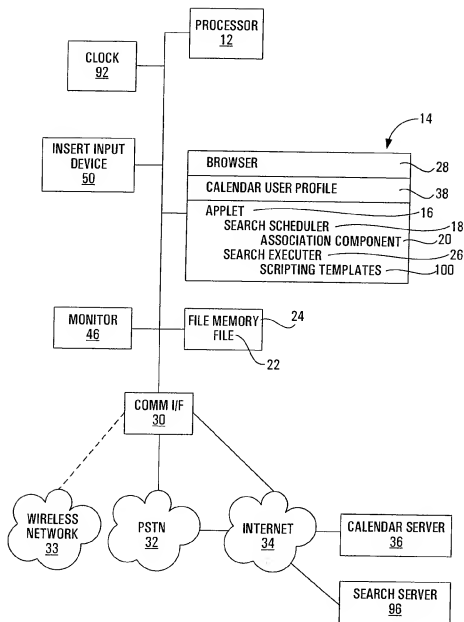 PROCESSOR
12
CLOCK
92
14
INSERT INPUT
DEVICE
50
BROWSER
28
CALENDAR USER PROFILE
38
APPLET
16
SEARCH SCHEDULER
18
ASSOCIATION COMPONENT
20
SEARCH EXECUTER
26
SCRIPTING TEMPLATES
100
MONITOR
46
FILE MEMORY
FILE
24
22
COMM I/F
30
WIRELESS
NETWORK
33
PSTN
32
INTERNET
34
CALENDAR SERVER
36
SEARCH SERVER
96